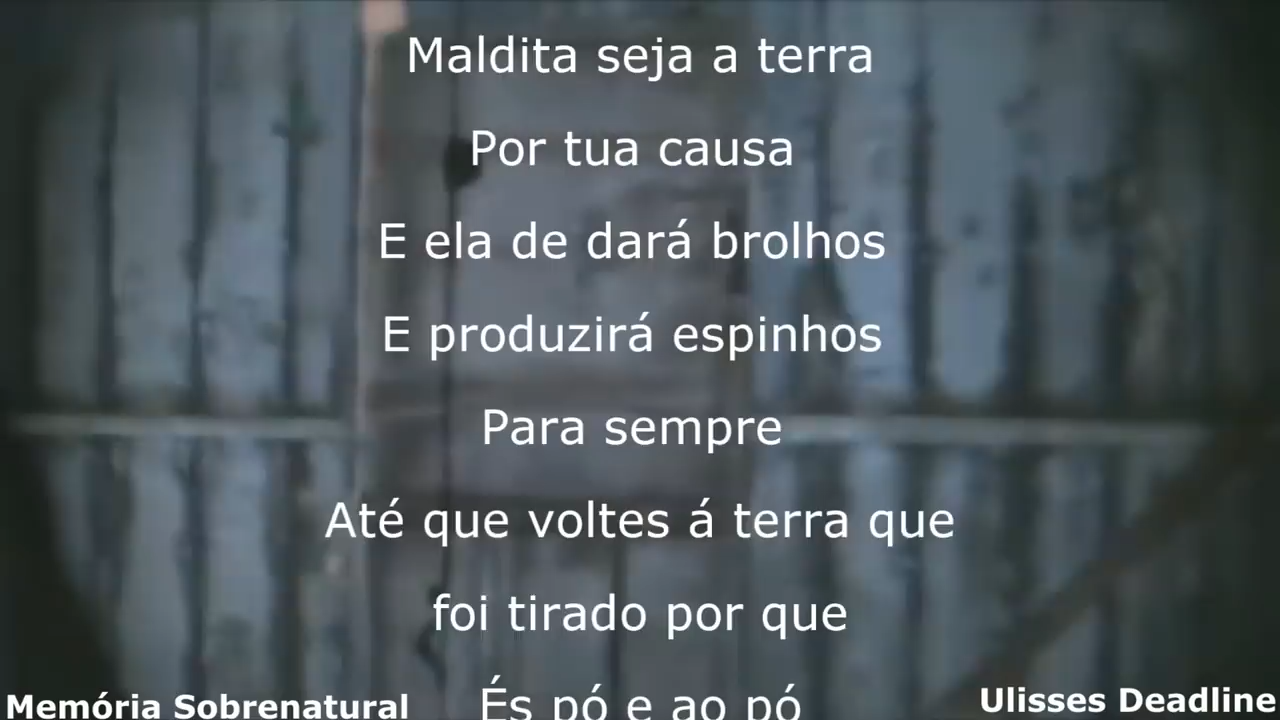 Maldita seja a terra
Por tua causa
E ela de dará brolhos
E produzirá espinhos
Para sempre
Até que voltes á terra que
foi tirado por que
És pó e ao pó
Memória Sobrenatural
Ulisses Deadline